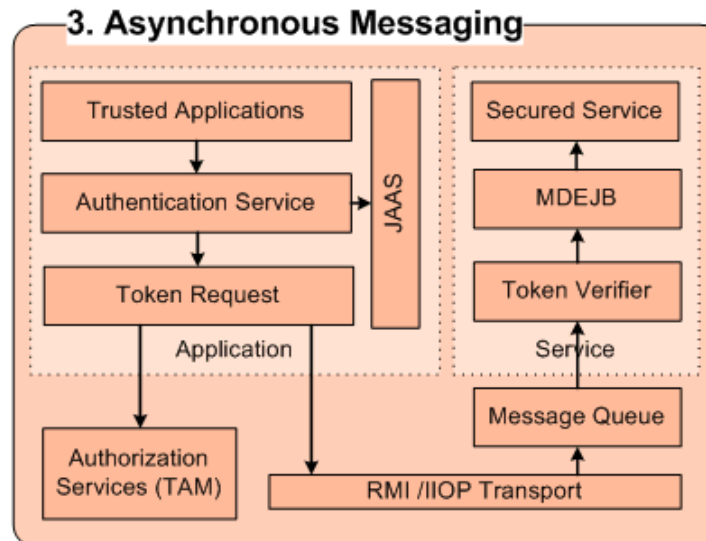 3. Asynchronous Messaging
Trusted Applications
Authentication Service
Token Request
JAAS
Application
Authorization
Services (TAM)
Secured Service
MDEJB
Token Verifier
Service
Message Queue
RMI /IIOP Transport